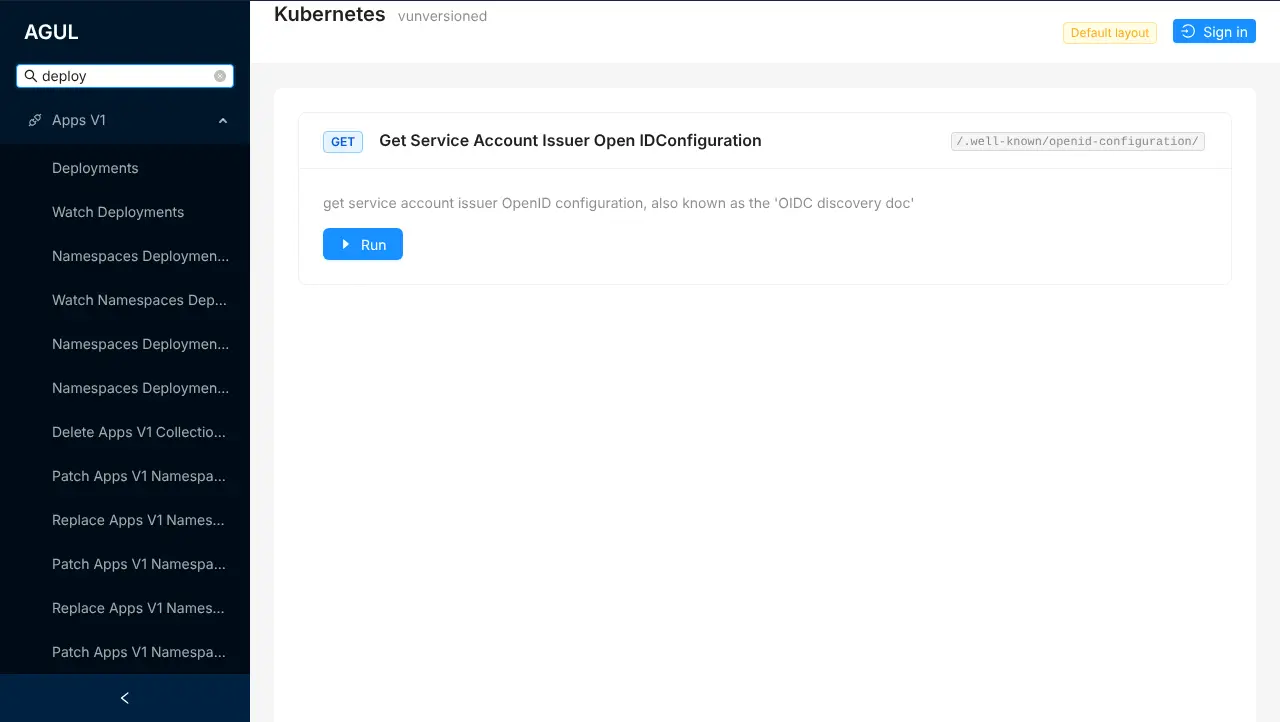 AGUL
deploy
Apps V1
Deployments
Watch Deployments
Namespaces Deploymen...
Watch Namespaces Dep...
Namespaces Deploymen...
Namespaces Deploymen...
Delete Apps V1 Collectio...
Patch Apps V1 Namespa...
Replace Apps V1 Names...
Patch Apps V1 Namespa...
Replace Apps V1 Names...
Patch Apps V1 Namespa...
Kubernetes vunversioned
Default layout
Sign in
GET Get Service Account Issuer Open IDConfiguration /.well-known/openid-configuration/
get service account issuer OpenID configuration, also known as the 'OIDC discovery doc'
Run